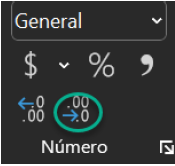 General
$ % ,
←0 .00
.00 →.0
Número